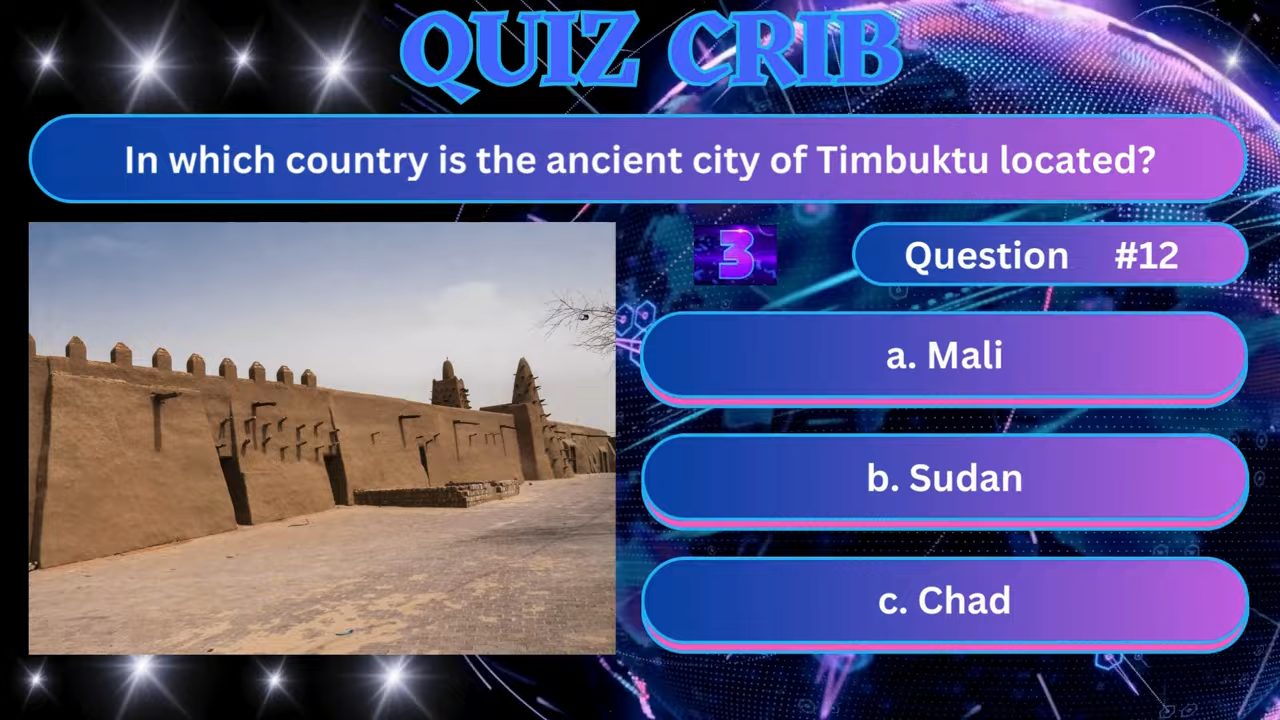 QUIZ CRIB
In which country is the ancient city of Timbuktu located?
3
Question #12
a. Mali
b. Sudan
c. Chad